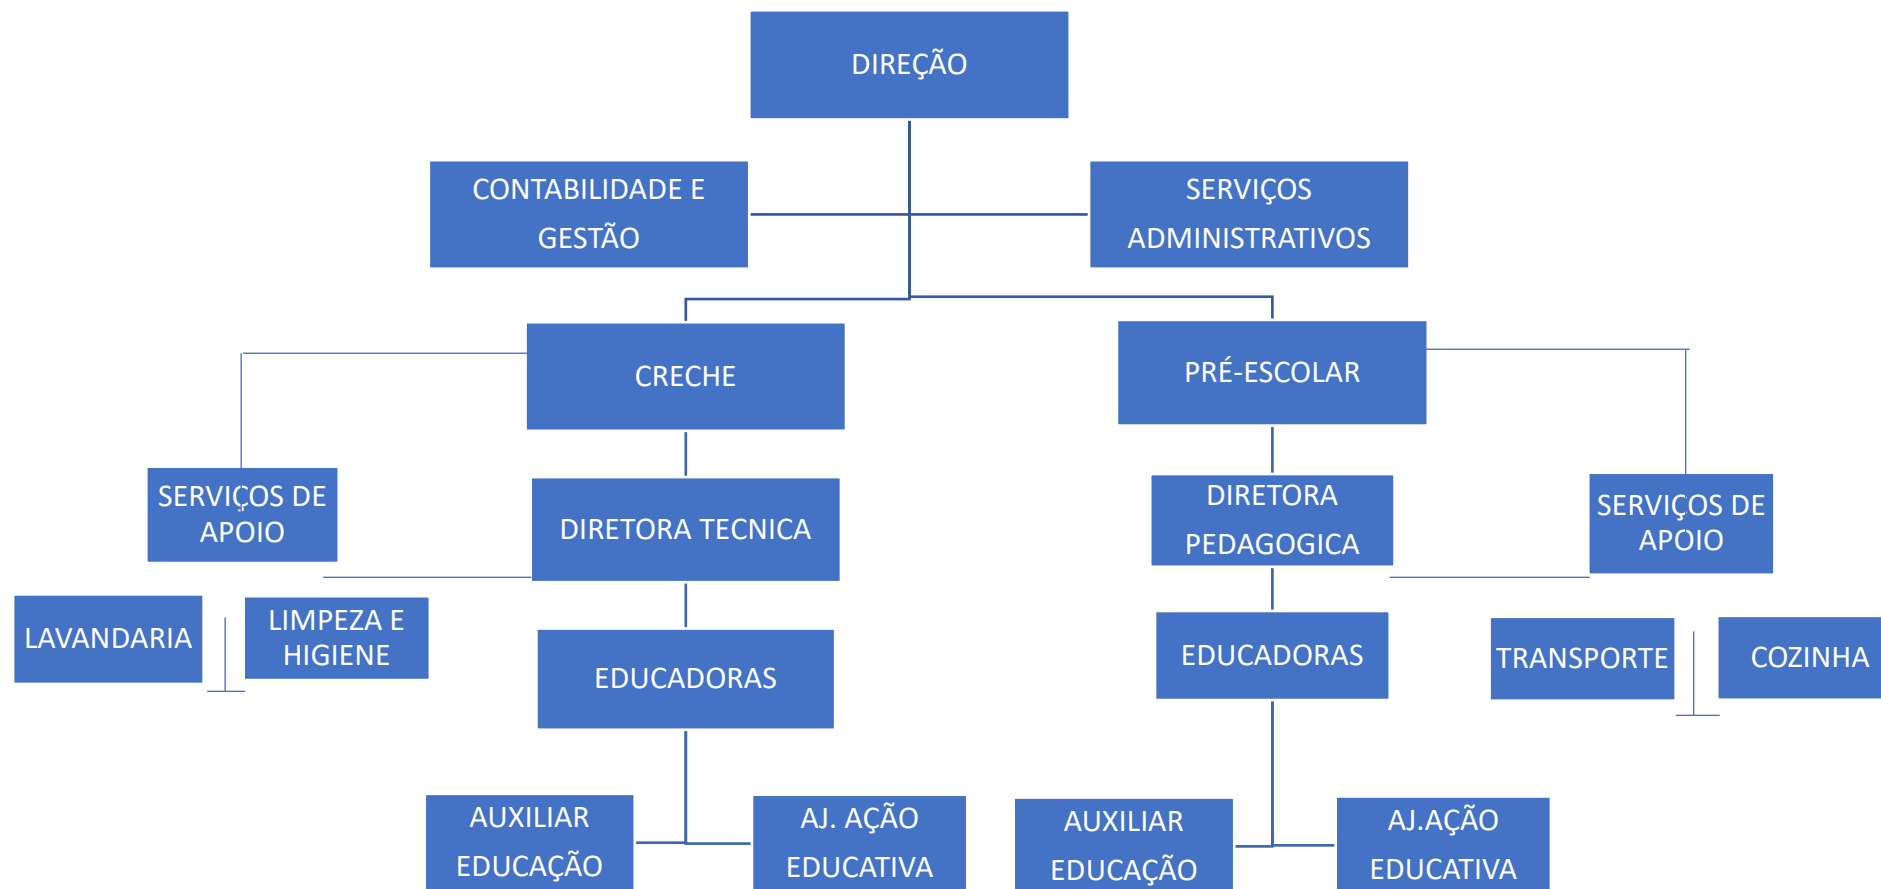 DIREÇÃO
CONTABILIDADE E
GESTÃO
SERVIÇOS
ADMINISTRATIVOS
CRECHE
PRÉ-ESCOLAR
SERVIÇOS DE
APOIO
DIRETORA TECNICA
DIRETORA
PEDAGOGICA
SERVIÇOS DE
APOIO
LAVANDARIA
LIMPEZA E
HIGIENE
EDUCADORAS
EDUCADORAS
TRANSPORTE
COZINHA
AUXILIAR
EDUCAÇÃO
AJ. AÇÃO
EDUCATIVA
AUXILIAR
EDUCAÇÃO
AJ.AÇÃO
EDUCATIVA